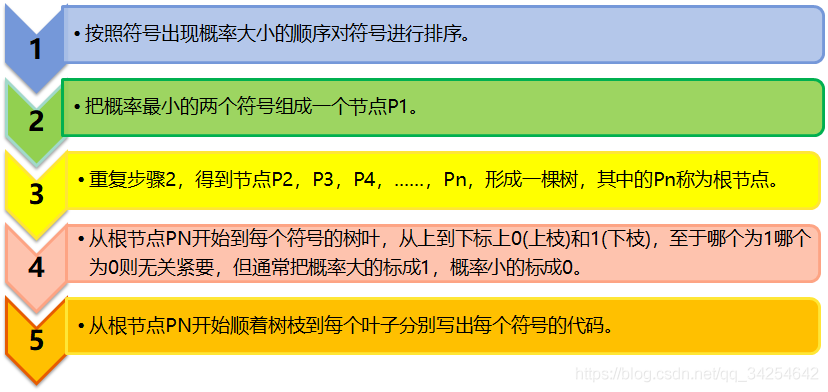 1
• 按照符号出现概率大小的顺序对符号进行排序。
2
• 把概率最小的两个符号组成一个节点P1。
3
• 重复步骤2，得到节点P2，P3，P4，……，Pn，形成一棵树，其中的Pn称为根节点。
4
• 从根节点PN开始到每个符号的树叶，从上到下标上0(上枝)和1(下枝)，至于哪个为1哪个
为0则无关紧要，但通常把概率大的标成1，概率小的标成0。
5
• 从根节点PN开始顺着树枝到每个叶子分别写出每个符号的代码。
https://blog.csdn.net/qq_34254642